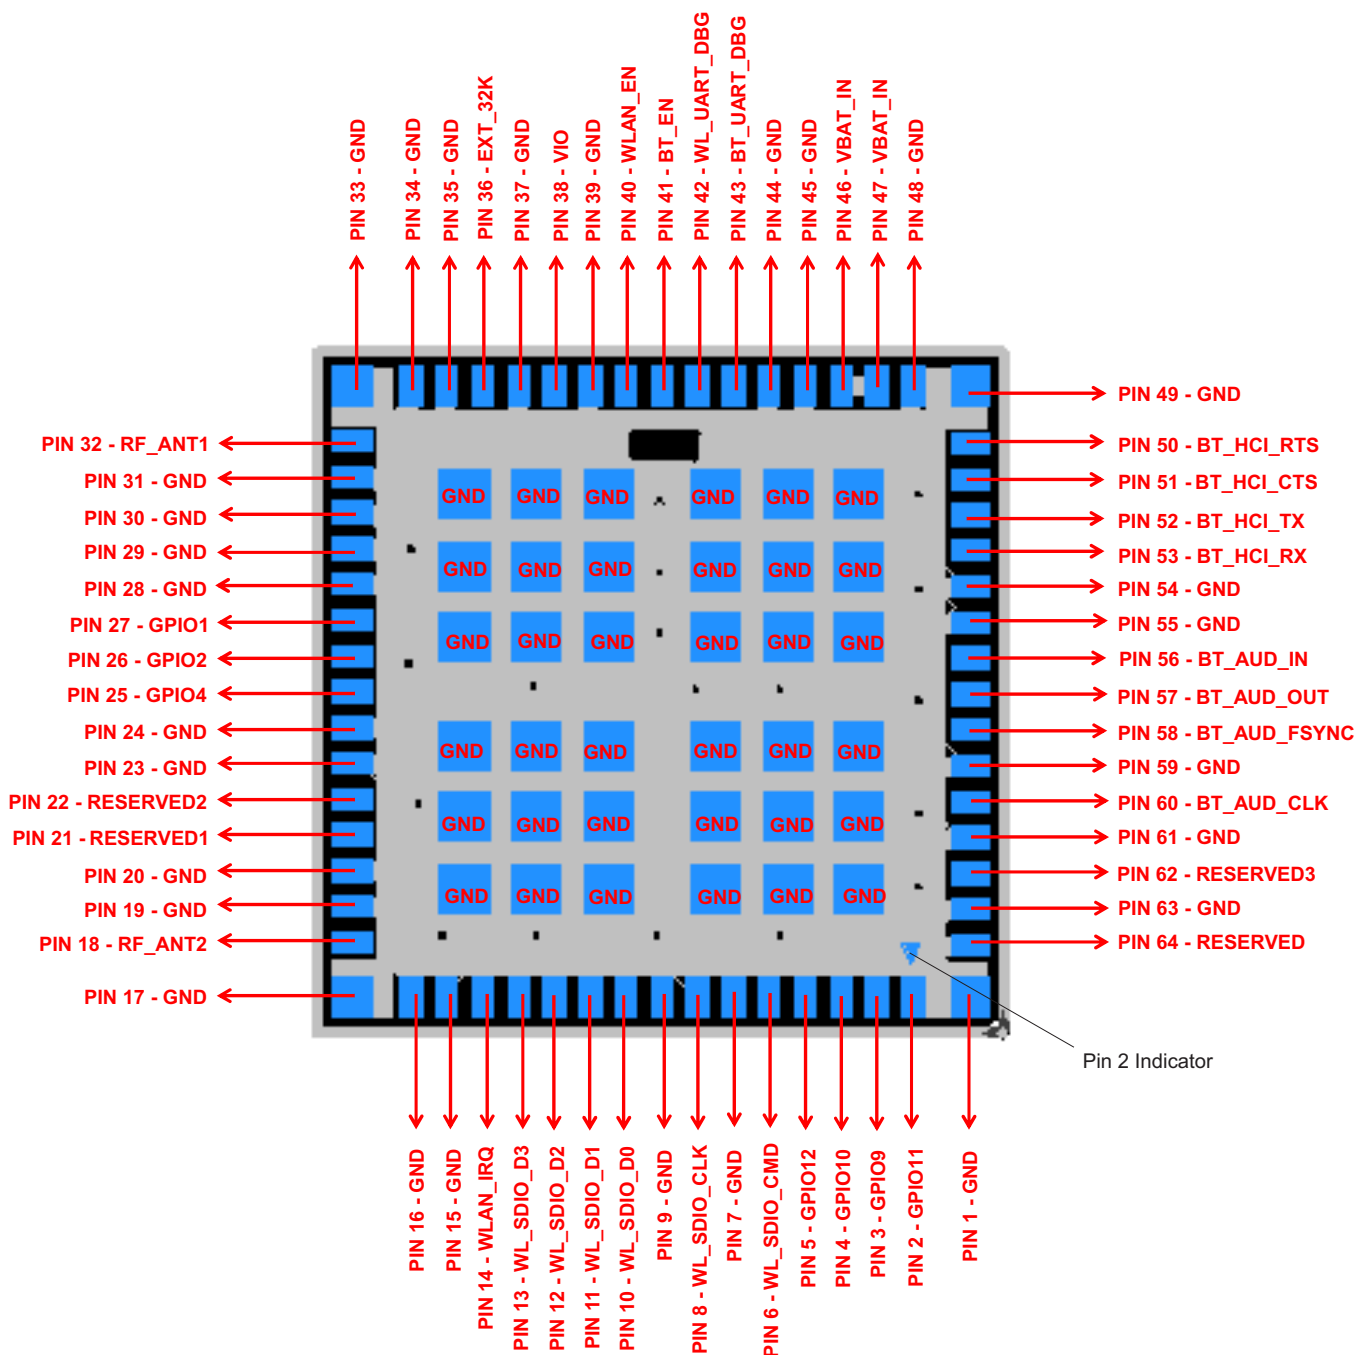 PIN 33 - GND
PIN 34 - GND
PIN 35 - GND
PIN 36 - EXT_32K
PIN 37 - GND
PIN 38 - VIO
PIN 39 - GND
PIN 40 - WLAN_EN
PIN 41 - BT_EN
PIN 42 - WL_UART_DBG
PIN 43 - BT_UART_DBG
PIN 44 - GND
PIN 45 - GND
PIN 46 - VBAT_IN
PIN 47 - VBAT_IN
PIN 48 - GND
PIN 32 - RF_ANT1
PIN 31 - GND
PIN 30 - GND
PIN 29 - GND
PIN 28 - GND
PIN 27 - GPIO1
PIN 26 - GPIO2
PIN 25 - GPIO4
PIN 24 - GND
PIN 23 - GND
PIN 22 - RESERVED2
PIN 21 - RESERVED1
PIN 20 - GND
PIN 19 - GND
PIN 18 - RF_ANT2
PIN 17 - GND
GND GND GND GND GND GND
GND GND GND GND GND GND
GND GND GND GND GND GND
GND GND GND GND GND GND
GND GND GND GND GND GND
GND GND GND GND GND GND
PIN 49 - GND
PIN 50 - BT_HCI_RTS
PIN 51 - BT_HCI_CTS
PIN 52 - BT_HCI_TX
PIN 53 - BT_HCI_RX
PIN 54 - GND
PIN 55 - GND
PIN 56 - BT_AUD_IN
PIN 57 - BT_AUD_OUT
PIN 58 - BT_AUD_FSYNC
PIN 59 - GND
PIN 60 - BT_AUD_CLK
PIN 61 - GND
PIN 62 - RESERVED3
PIN 63 - GND
PIN 64 - RESERVED
Pin 2 Indicator
PIN 16 - GND
PIN 15 - GND
PIN 14 - WLAN_IRQ
PIN 13 - WL_SDIO_D3
PIN 12 - WL_SDIO_D2
PIN 11 - WL_SDIO_D1
PIN 10 - WL_SDIO_D0
PIN 9 - GND
PIN 8 - WL_SDIO_CLK
PIN 7 - GND
PIN 6 - WL_SDIO_CMD
PIN 5 - GPIO12
PIN 4 - GPIO10
PIN 3 - GPIO9
PIN 2 - GPIO11
PIN 1 - GND